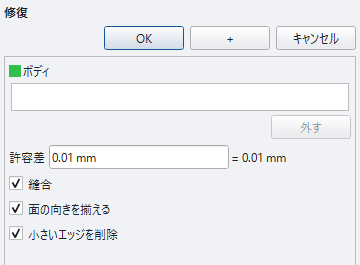 修復
OK + キャンセル
ボディ
外す
許容差 0.01 mm = 0.01 mm
縫合
面の向きを揃える
小さいエッジを削除